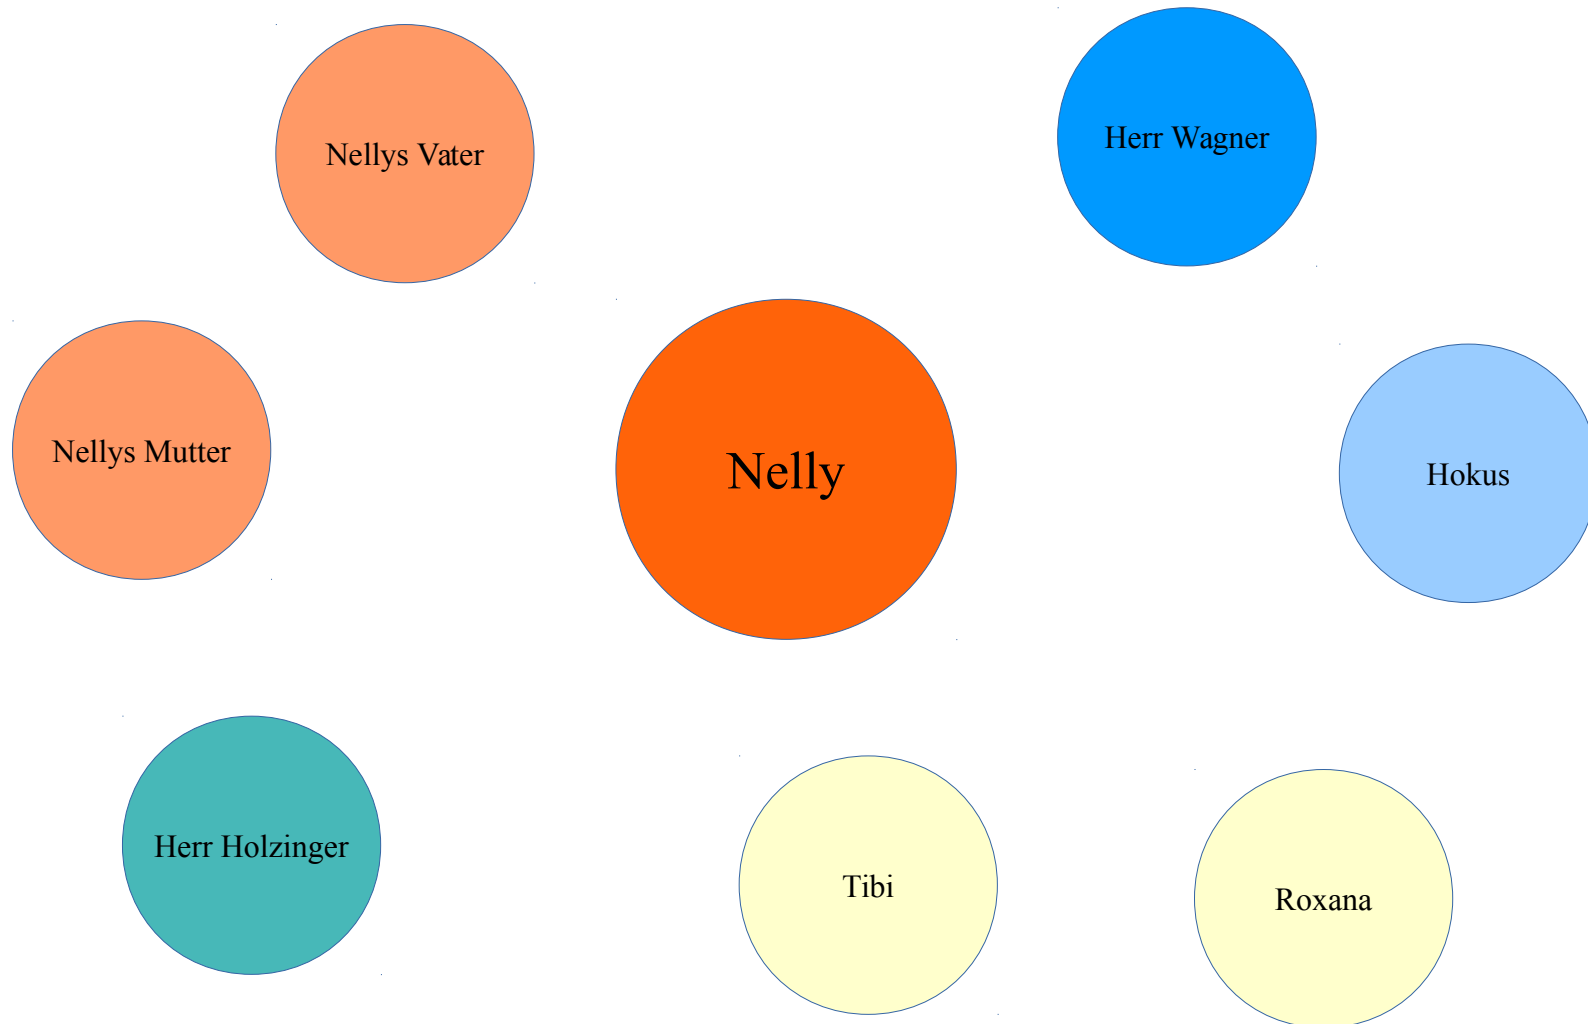 Herr Wagner
Nellys Vater
Nellys Mutter
Nelly
Hokus
Herr Holzinger
Tibi
Roxana